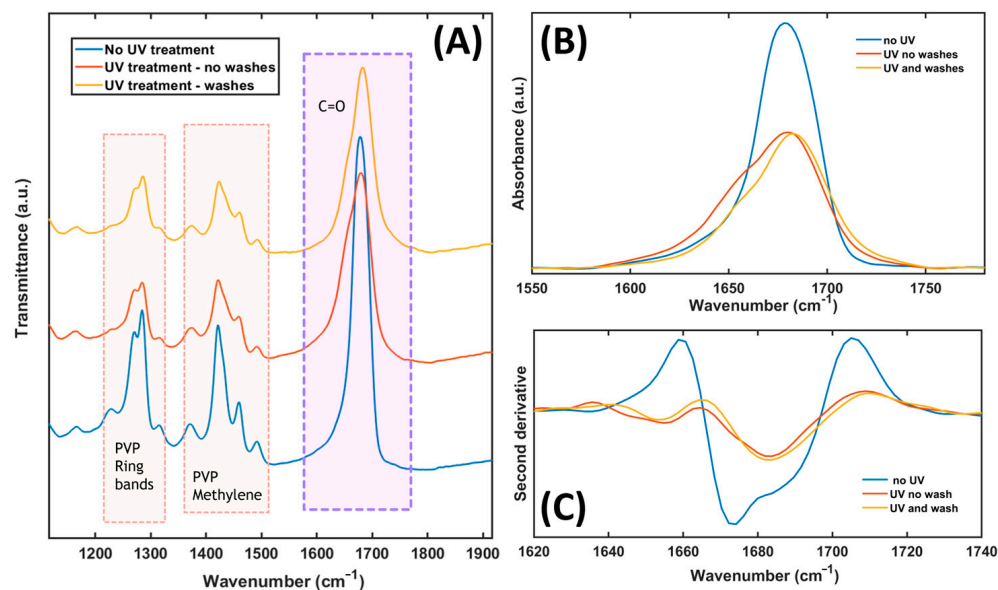 (A)
No UV treatment
UV treatment - no washes
UV treatment - washes
C=O
PVP
Ring
bands
PVP
Methylene
Transmittance (a.u.)
1200 1300 1400 1500 1600 1700 1800 1900
Wavenumber (cm⁻¹)
(B)
no UV
UV no washes
UV and washes
Absorbance (a.u.)
1550 1600 1650 1700 1750
Wavenumber (cm⁻¹)
(C)
no UV
UV no wash
UV and wash
Second derivative
1620 1640 1660 1680 1700 1720 1740
Wavenumber (cm⁻¹)